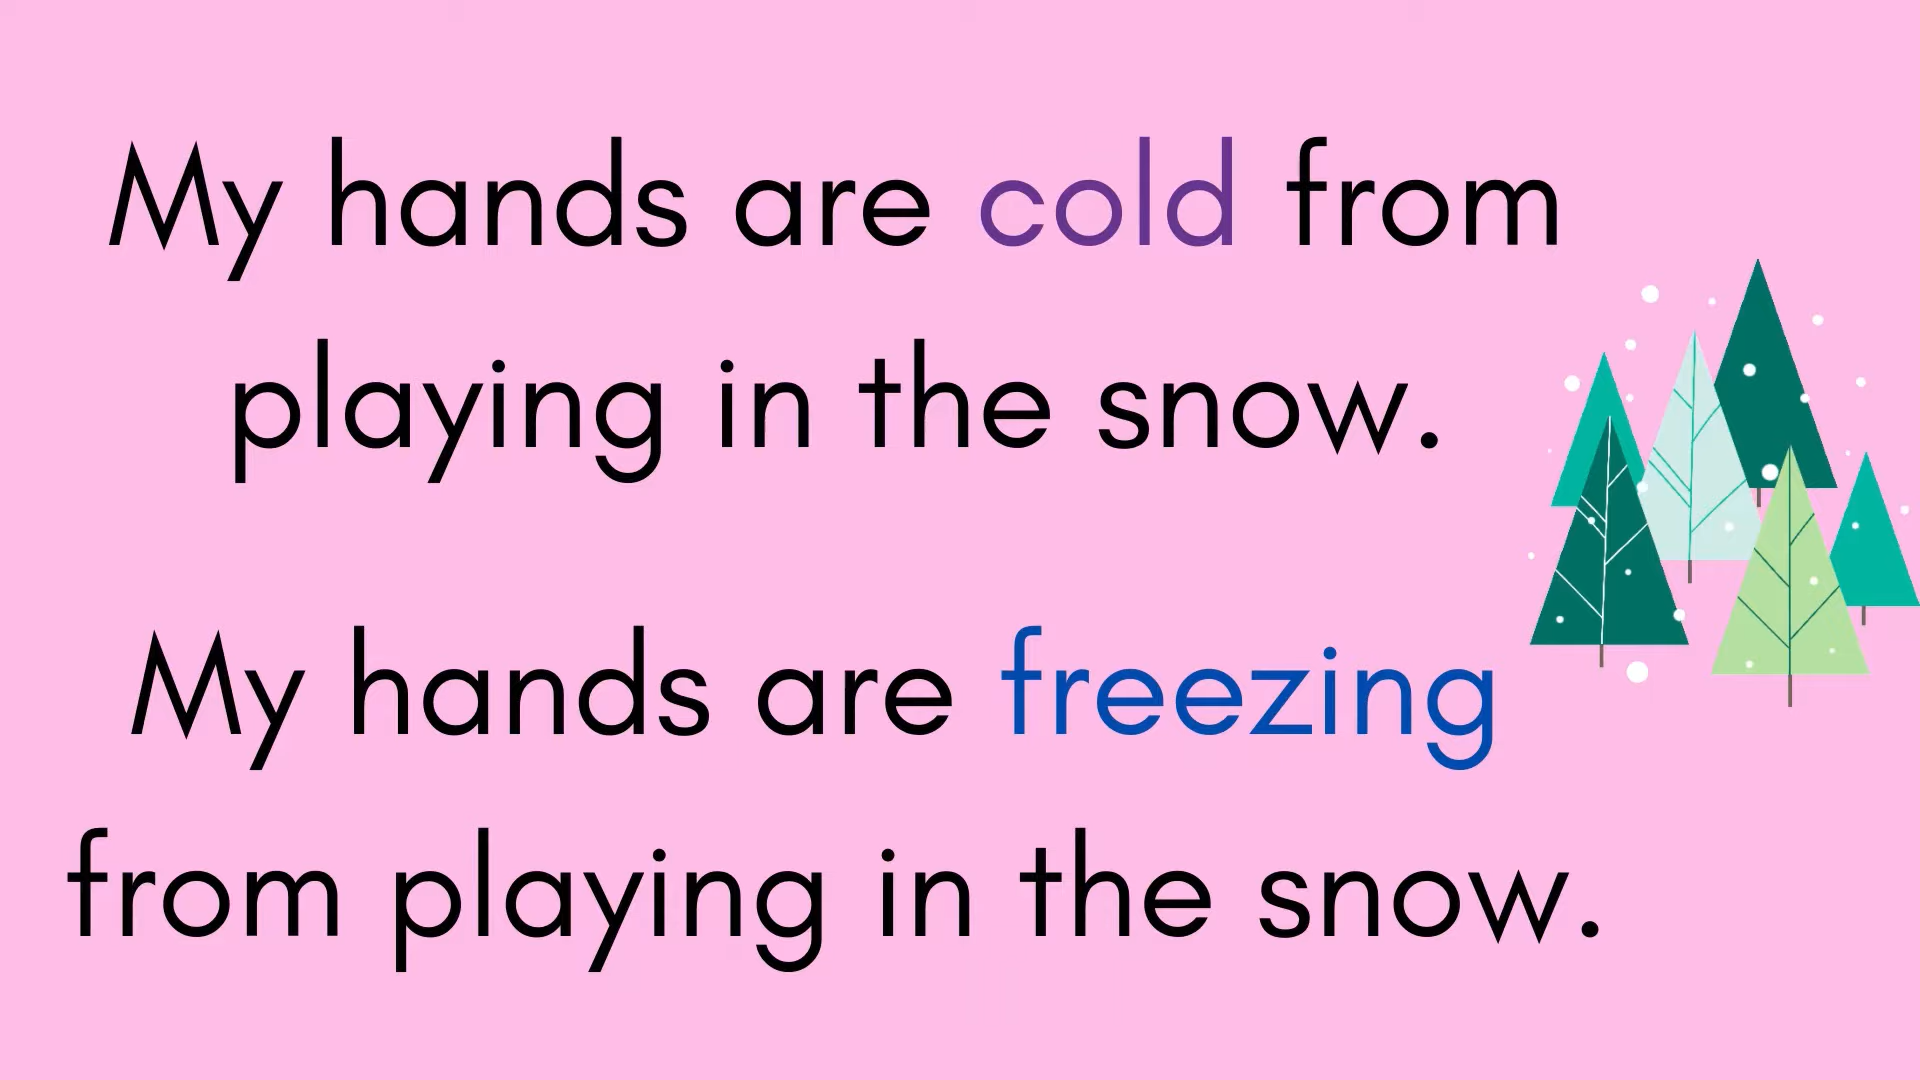 My hands are cold from
playing in the snow.
My hands are freezing
from playing in the snow.